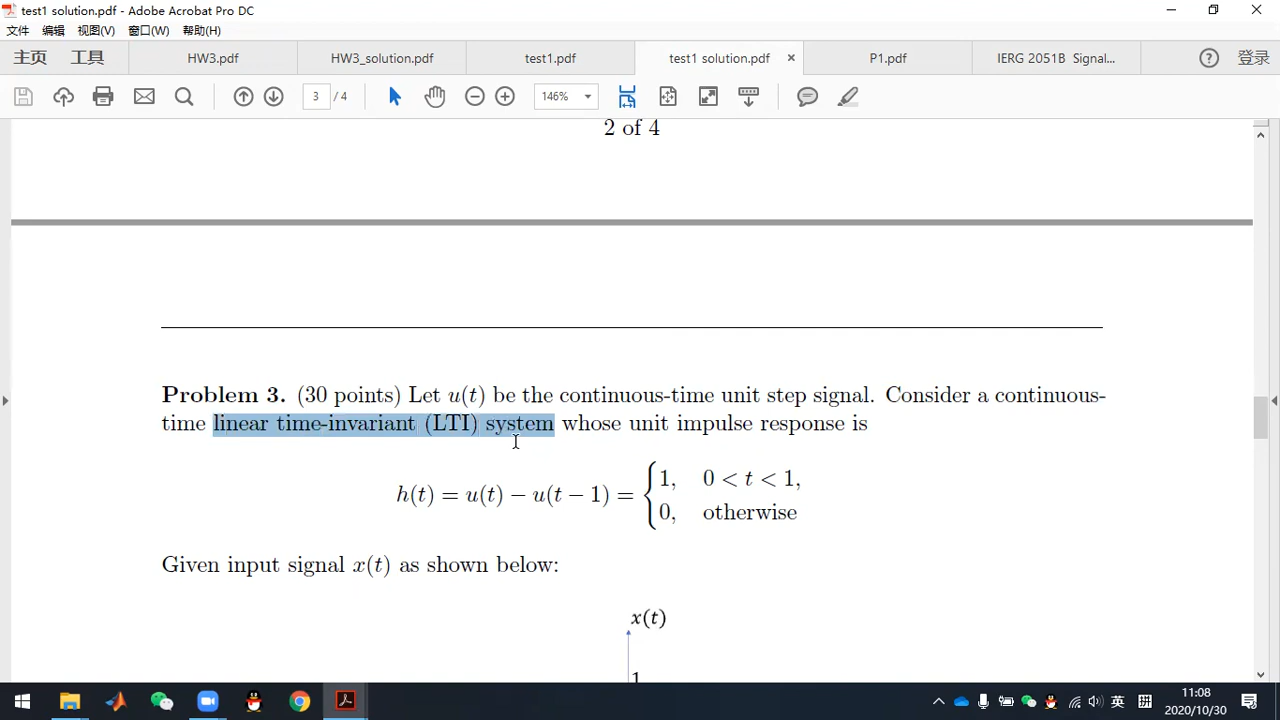 test1 solution.pdf - Adobe Acrobat Pro DC
文件 编辑 视图(V) 窗口(W) 帮助(H)
主页 工具 HW3.pdf HW3_solution.pdf test1.pdf test1 solution.pdf × P1.pdf IERG 2051B Signal... 登录
3 / 4 146%
2 of 4
Problem 3. (30 points) Let u(t) be the continuous-time unit step signal. Consider a continuous-
time linear time-invariant (LTI) system whose unit impulse response is
h(t) = u(t) − u(t − 1) = { 1, 0 < t < 1,
0, otherwise
Given input signal x(t) as shown below:
x(t)
1
英 拼 11:08
2020/10/30